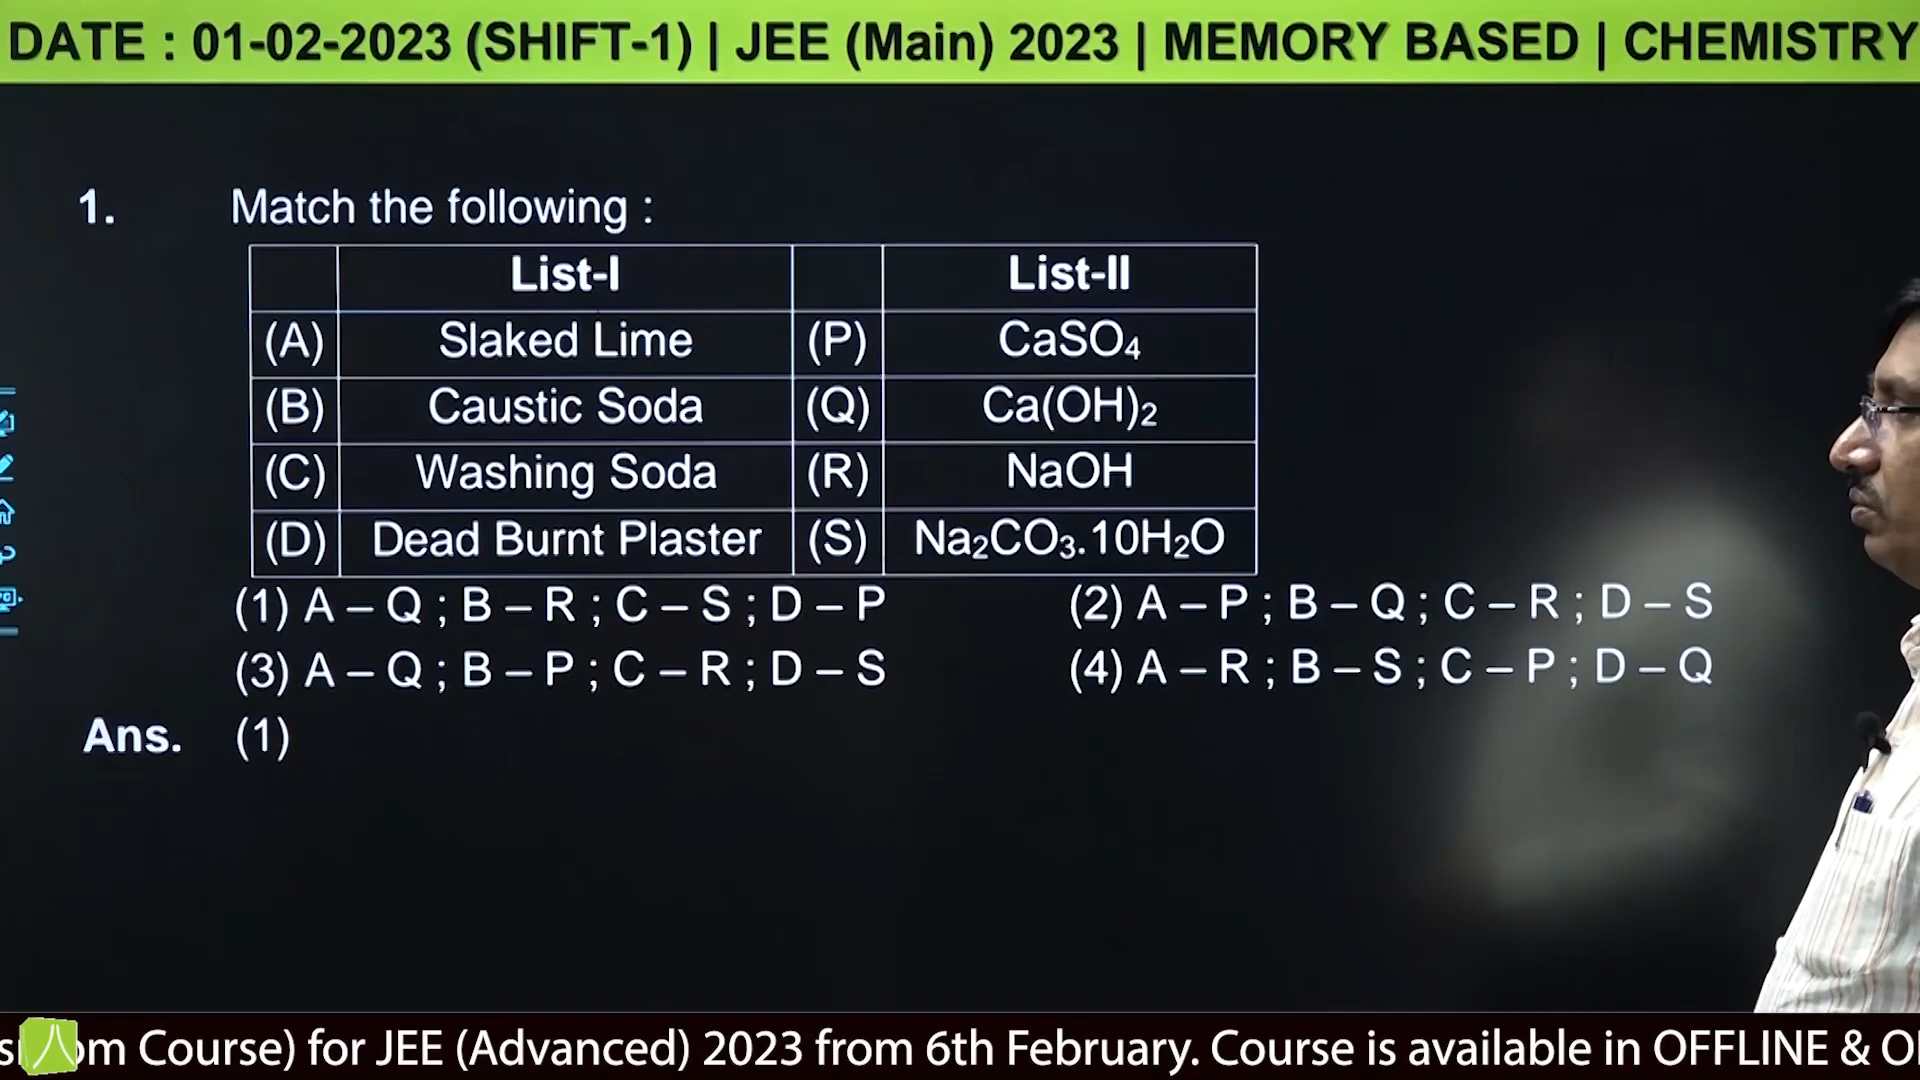 DATE : 01-02-2023 (SHIFT-1) | JEE (Main) 2023 | MEMORY BASED | CHEMISTRY
1. Match the following :
List-I List-II
(A) Slaked Lime (P) CaSO₄
(B) Caustic Soda (Q) Ca(OH)₂
(C) Washing Soda (R) NaOH
(D) Dead Burnt Plaster (S) Na₂CO₃.10H₂O
(1) A – Q ; B – R ; C – S ; D – P (2) A – P ; B – Q ; C – R ; D – S
(3) A – Q ; B – P ; C – R ; D – S (4) A – R ; B – S ; C – P ; D – Q
Ans. (1)
Course) for JEE (Advanced) 2023 from 6th February. Course is available in OFFLINE &